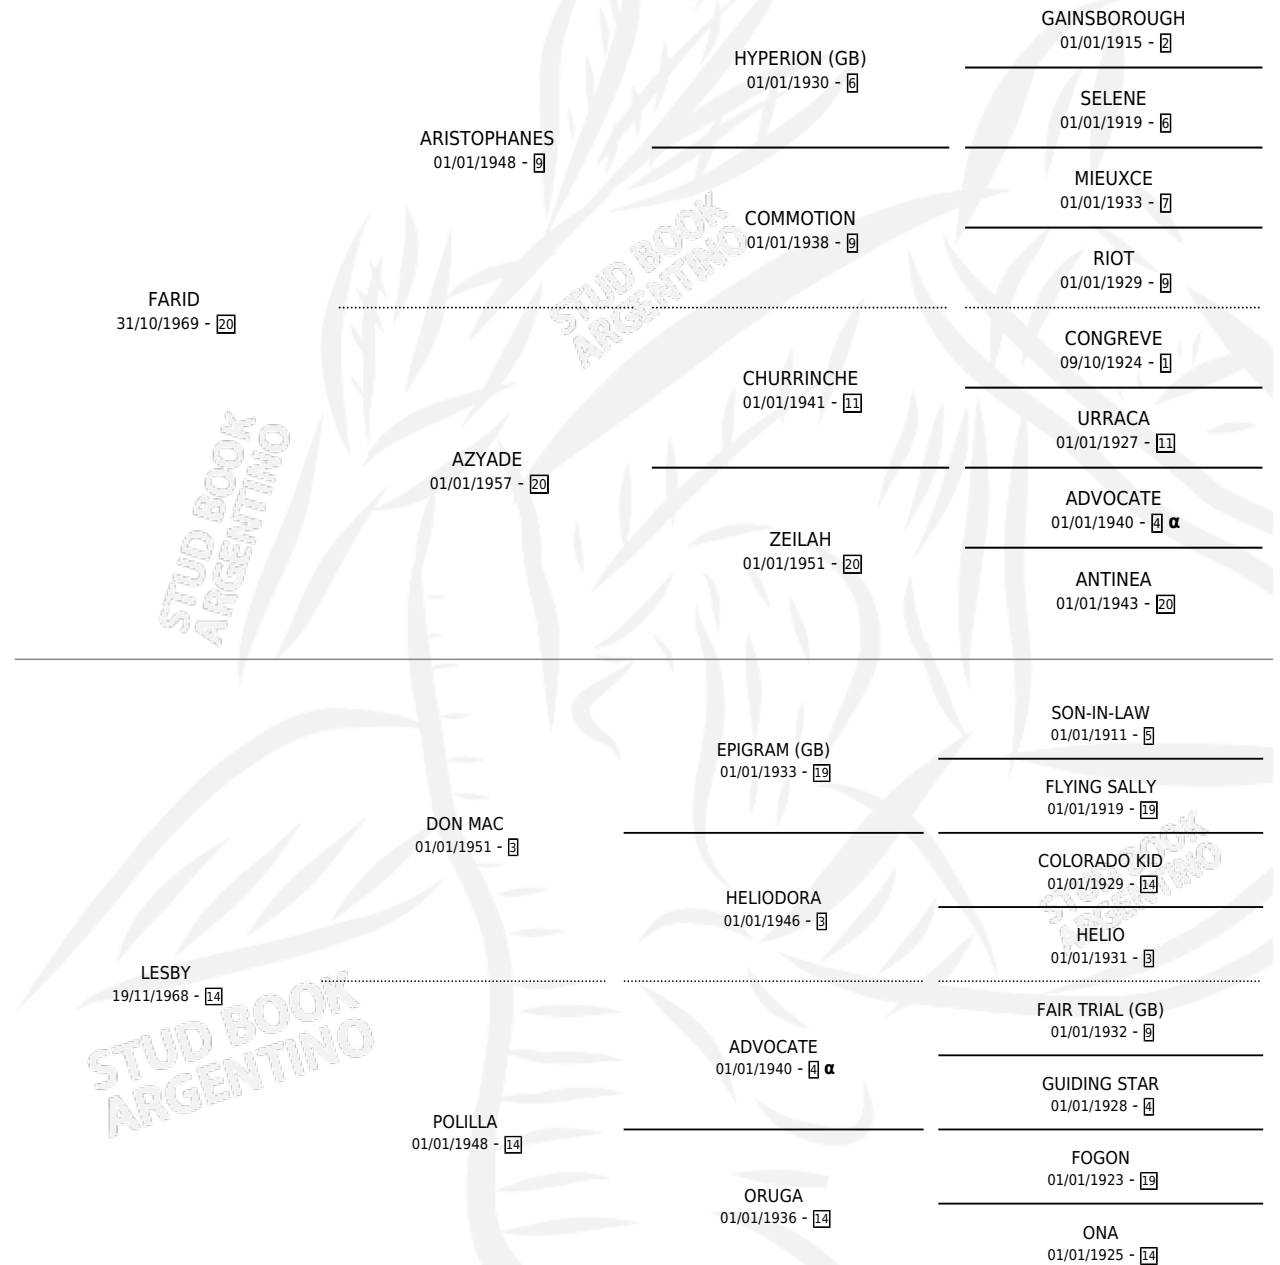 GAINSBOROUGH
01/01/1915 - 2
HYPERION (GB)
01/01/1930 - 6
SELENE
01/01/1919 - 6
ARISTOPHANES
01/01/1948 - 9
MIEUXCE
01/01/1933 - 7
COMMOTION
01/01/1938 - 9
RIOT
01/01/1929 - 9
FARID
31/10/1969 - 20
CONGREVE
09/10/1924 - 1
CHURRINCHE
01/01/1941 - 11
URRACA
01/01/1927 - 11
AZYADE
01/01/1957 - 20
ADVOCATE
01/01/1940 - 4 α
ZEILAH
01/01/1951 - 20
ANTINEA
01/01/1943 - 20
STUD BOOK
ARGENTINO
STUD BOOK
ARGENTINO
SON-IN-LAW
01/01/1911 - 5
EPIGRAM (GB)
01/01/1933 - 19
FLYING SALLY
01/01/1919 - 19
DON MAC
01/01/1951 - 3
COLORADO KID
01/01/1929 - 14
HELIODORA
01/01/1946 - 3
HELIO
01/01/1931 - 3
LESBY
19/11/1968 - 14
FAIR TRIAL (GB)
01/01/1932 - 9
ADVOCATE
01/01/1940 - 4 α
GUIDING STAR
01/01/1928 - 4
POLILLA
01/01/1948 - 14
FOGON
01/01/1923 - 19
ORUGA
01/01/1936 - 14
ONA
01/01/1925 - 14
STUD BOOK
ARGENTINO
STUD BOOK
ARGENTINO